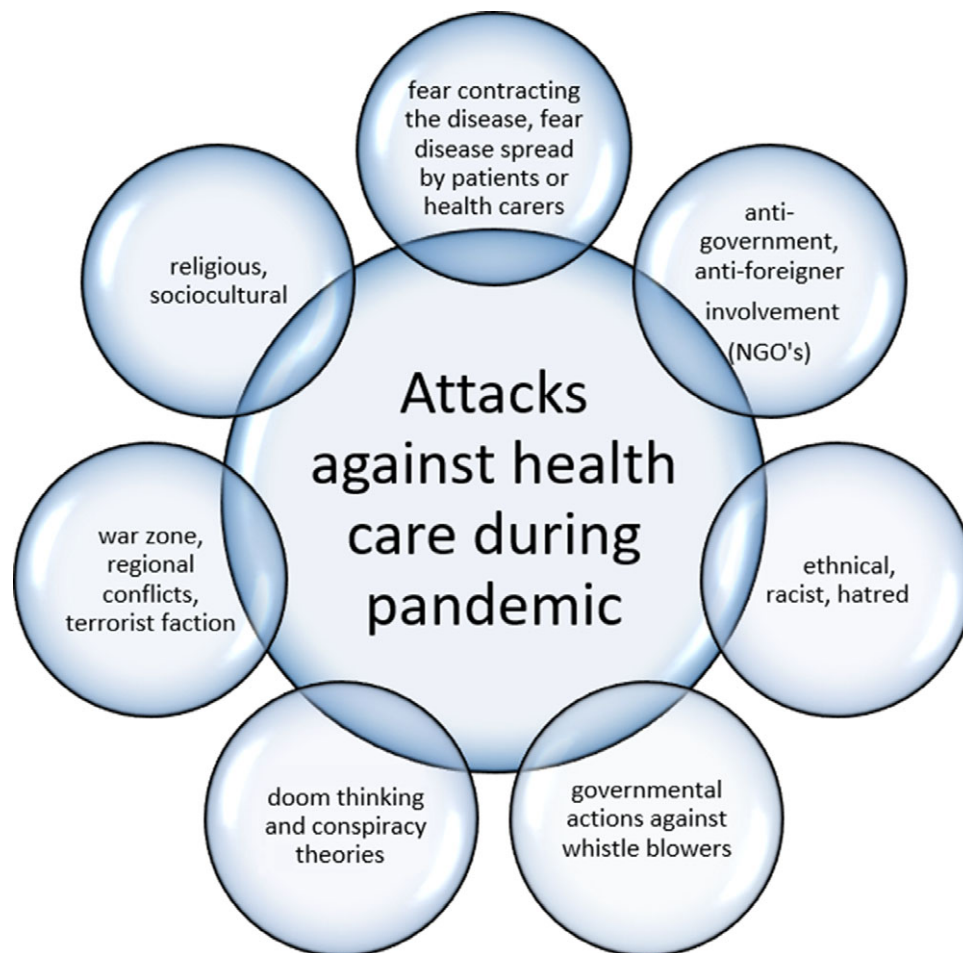 fear contracting
the disease, fear
disease spread
by patients or
health carers
anti-
government,
anti-foreigner
involvement
(NGO's)
religious,
sociocultural
Attacks
against health
care during
pandemic
war zone,
regional
conflicts,
terrorist faction
ethnical,
racist, hatred
doom thinking
and conspiracy
theories
governmental
actions against
whistle blowers